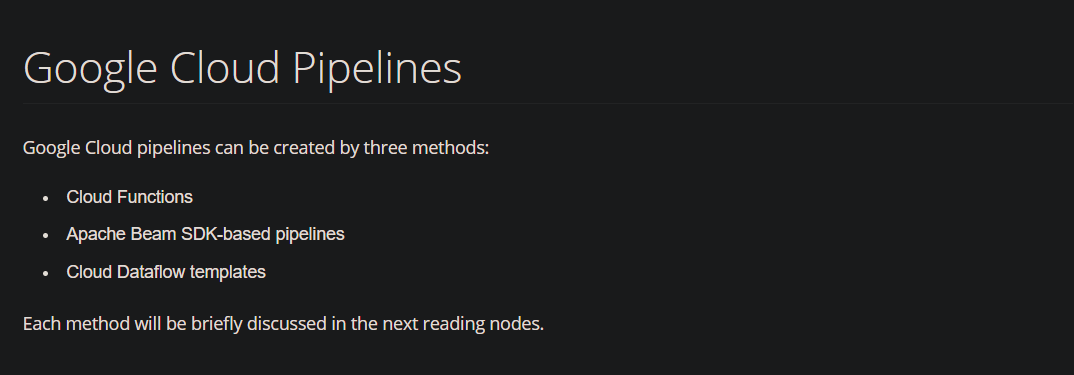 Google Cloud Pipelines
Google Cloud pipelines can be created by three methods:
• Cloud Functions
• Apache Beam SDK-based pipelines
• Cloud Dataflow templates
Each method will be briefly discussed in the next reading nodes.